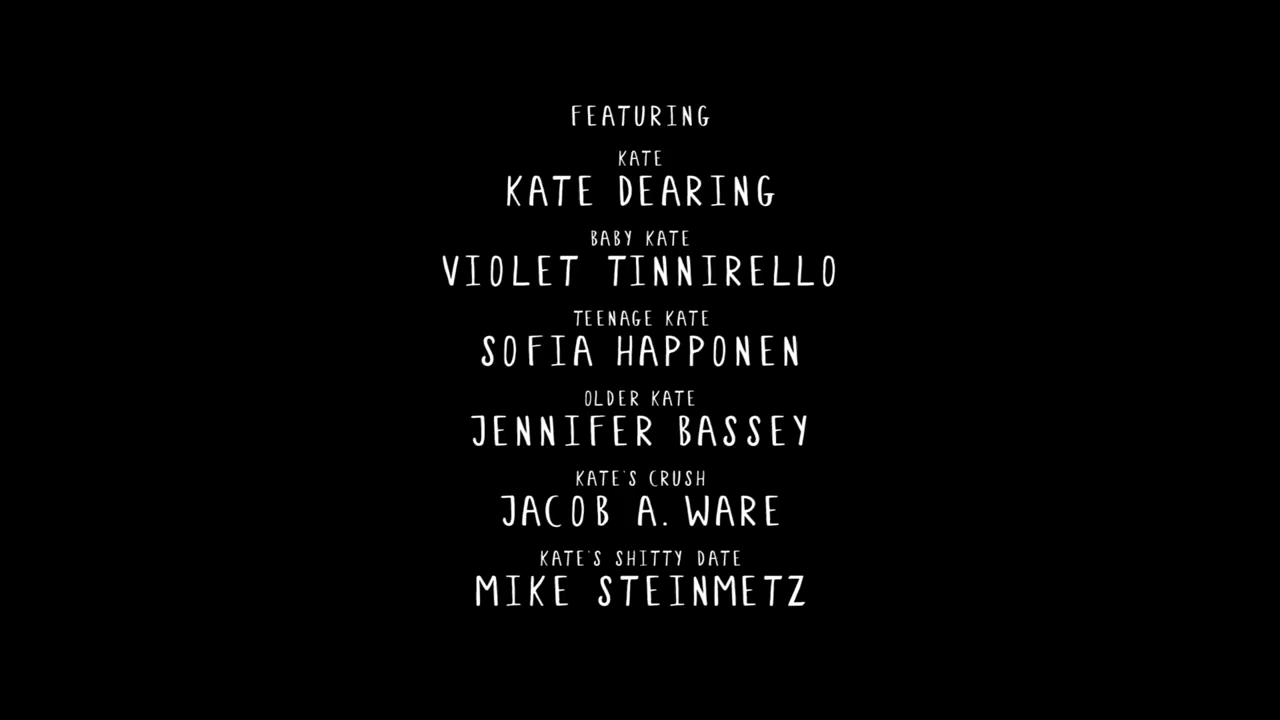 FEATURING
KATE
KATE DEARING
BABY KATE
VIOLET TINNIRELLO
TEENAGE KATE
SOFIA HAPPONEN
OLDER KATE
JENNIFER BASSEY
KATE'S CRUSH
JACOB A. WARE
KATE'S SHITTY DATE
MIKE STEINMETZ